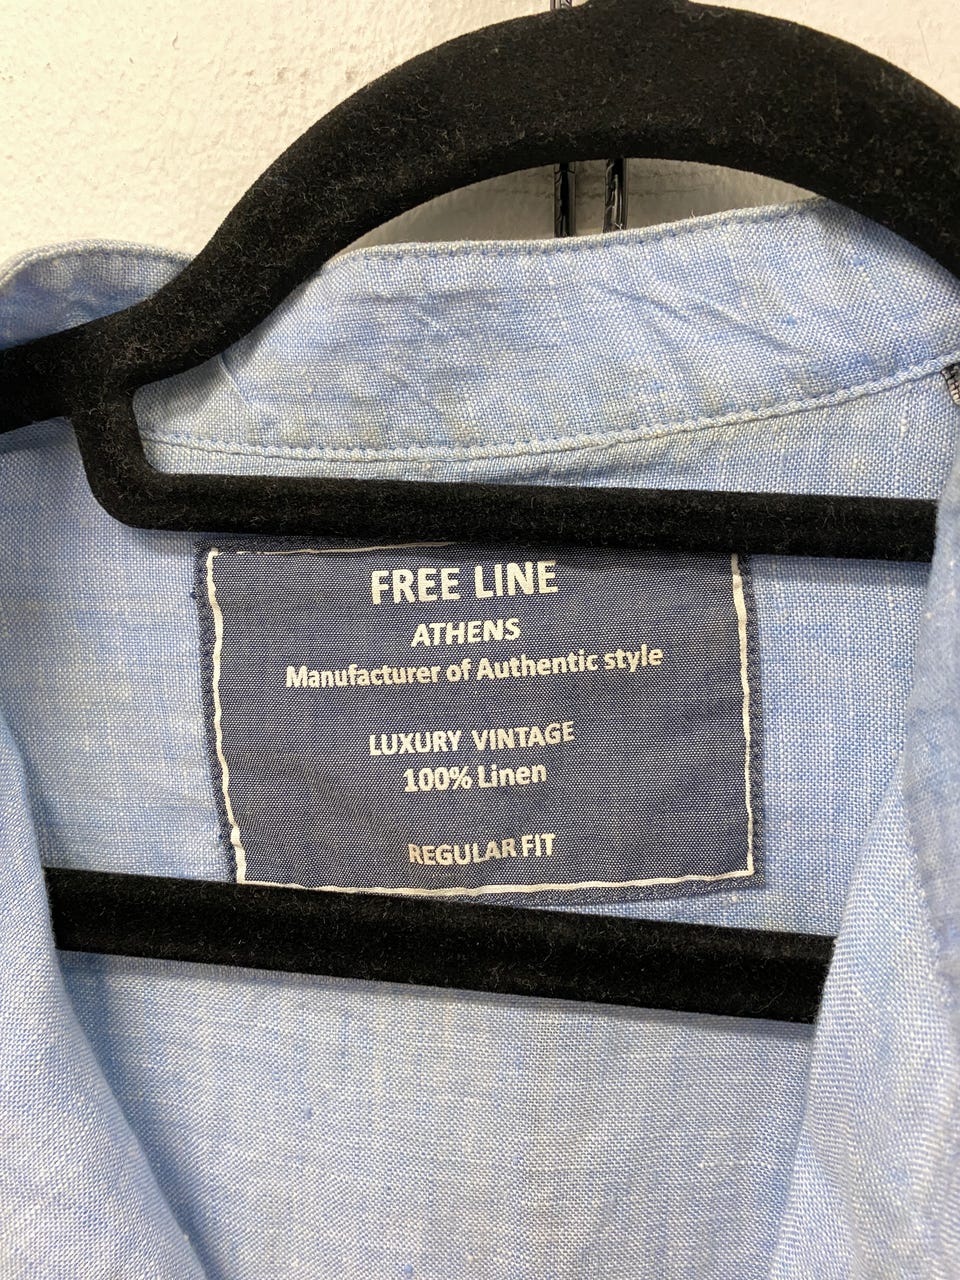 FREE LINE
ATHENS
Manufacturer of Authentic style
LUXURY VINTAGE
100% Linen
REGULAR FIT